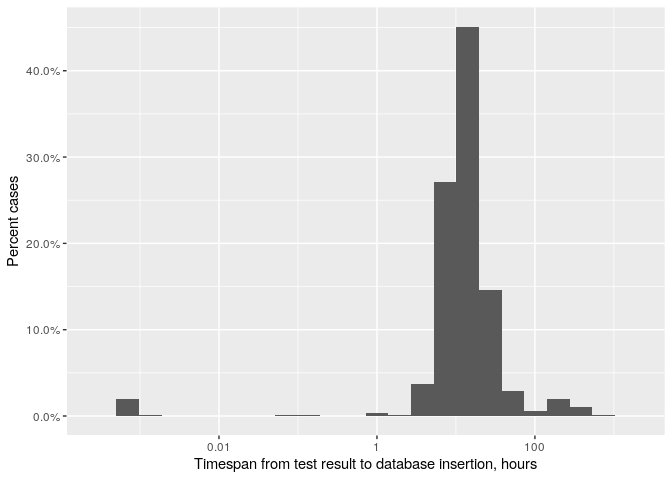 40.0%
30.0%
20.0%
10.0%
0.0%
Percent cases
0.01 1 100
Timespan from test result to database insertion, hours